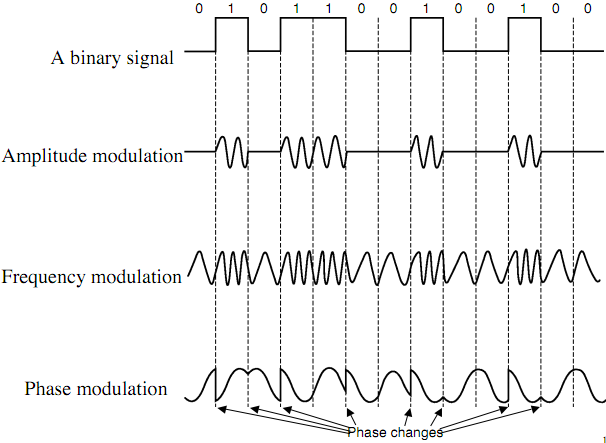 0 1 0 1 1 0 0 1 0 0 1 0 0
A binary signal
Amplitude modulation
Frequency modulation
Phase modulation
Phase changes
1